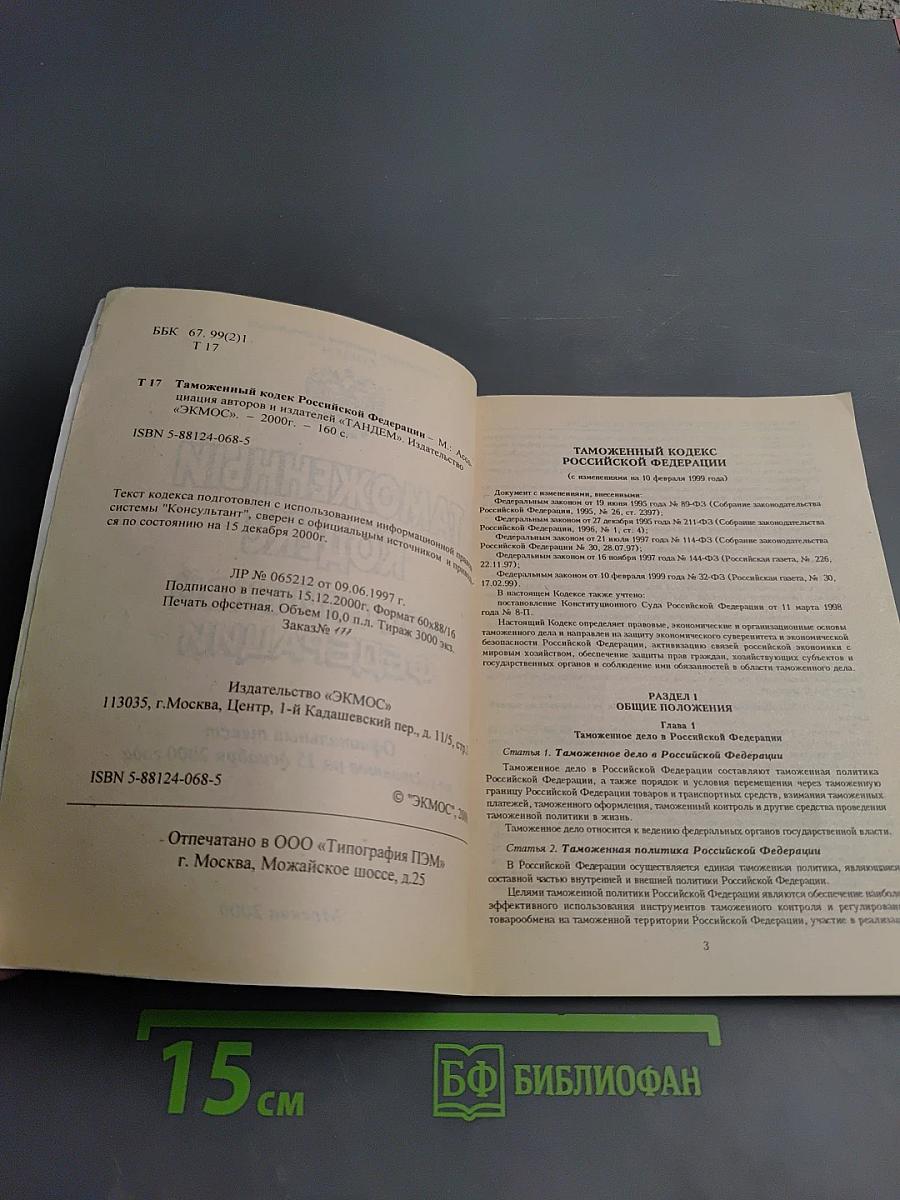 ББК 67. 99(2)1
Т 17
Т 17 Таможенный кодек Российской Федерации – М.: Ассо-
циация авторов и издателей «ТАНДЕМ». Издательство
«ЭКМОС». – 2000г. – 160 с.
ISBN 5-88124-068-5
Текст кодекса подготовлен с использованием информационной
системы "Консультант", сверен с официальным источником и
ся по состоянию на 15 декабря 2000г.
ЛР № 065212 от 09.06.1997 г.
Подписано в печать 15.12.2000г. Формат 60х88/16
Печать офсетная. Объем 10,0 п.л. Тираж 3000 экз.
Заказ№
Издательство «ЭКМОС»
113035, г.Москва, Центр, 1-й Кадашевский пер., д. 11/5, стр.
ISBN 5-88124-068-5
© "ЭКМОС",
Отпечатано в ООО «Типография ПЭМ»
г. Москва, Можайское шоссе, д.25
ТАМОЖЕННЫЙ КОДЕКС
РОССИЙСКОЙ ФЕДЕРАЦИИ
(с изменениями на 10 февраля 1999 года)
Документ с изменениями, внесенными:
Федеральным законом от 19 июня 1995 года № 89-ФЗ (Собрание законодательства
Российской Федерации, 1995, № 26, ст. 2397);
Федеральным законом от 27 декабря 1995 года № 211-ФЗ (Собрание законодательства
Российской Федерации, 1996, № 1, ст. 4);
Федеральным законом от 21 июля 1997 года № 114-ФЗ (Собрание законодательства
Российской Федерации № 30, 28.07.97);
Федеральным законом от 16 ноября 1997 года № 144-ФЗ (Российская газета, № 226,
22.11.97);
Федеральным законом от 10 февраля 1999 года № 32-ФЗ (Российская газета, № 30,
17.02.99).
В настоящем Кодексе также учтено:
постановление Конституционного Суда Российской Федерации от 11 марта 1998
года № 8-П.
Настоящий Кодекс определяет правовые, экономические и организационные основы
таможенного дела и направлен на защиту экономического суверенитета и экономической
безопасности Российской Федерации, активизацию связей российской экономики с
мировым хозяйством, обеспечение защиты прав граждан, хозяйствующих субъектов и
государственных органов и соблюдение ими обязанностей в области таможенного дела.
РАЗДЕЛ 1
ОБЩИЕ ПОЛОЖЕНИЯ
Глава 1
Таможенное дело в Российской Федерации
Статья 1. Таможенное дело в Российской Федерации
Таможенное дело в Российской Федерации составляют таможенная политика
Российской Федерации, а также порядок и условия перемещения через таможенную
границу Российской Федерации товаров и транспортных средств, взимания таможенных
платежей, таможенного оформления, таможенный контроль и другие средства проведения
таможенной политики в жизнь.
Таможенное дело относится к ведению федеральных органов государственной власти.
Статья 2. Таможенная политика Российской Федерации
В Российской Федерации осуществляется единая таможенная политика, являющаяся
составной частью внутренней и внешней политики Российской Федерации.
Целями таможенной политики Российской Федерации являются обеспечение наиболе
эффективного использования инструментов таможенного контроля и регулирован
товарообмена на таможенной территории Российской Федерации, участие в реализа
3
15 см
БФ БИБЛИОФАН